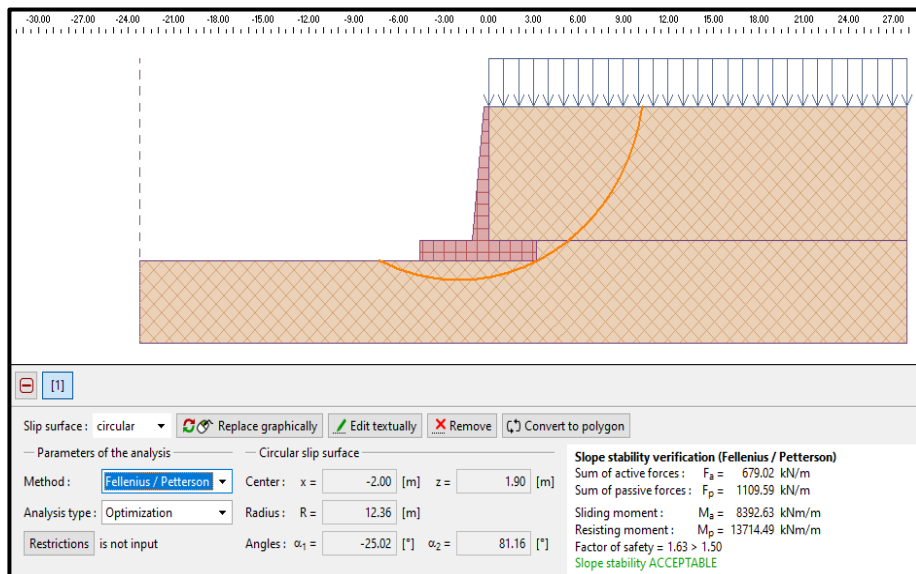 -30.00 -27.00 -24.00 -21.00 -18.00 -15.00 -12.00 -9.00 -6.00 -3.00 0.00 3.00 6.00 9.00 12.00 15.00 18.00 21.00 24.00 27.00
[1]
Slip surface : circular Replace graphically Edit textually Remove Convert to polygon
Parameters of the analysis
Method : Fellenius / Petterson
Analysis type : Optimization
Restrictions is not input
Circular slip surface
Center : x = -2.00 [m] z = 1.90 [m]
Radius : R = 12.36 [m]
Angles : α1 = -25.02 [°] α2 = 81.16 [°]
Slope stability verification (Fellenius / Petterson)
Sum of active forces : Fa = 679.02 kN/m
Sum of passive forces : Fp = 1109.59 kN/m
Sliding moment : Ma = 8392.63 kNm/m
Resisting moment : Mp = 13714.49 kNm/m
Factor of safety = 1.63 > 1.50
Slope stability ACCEPTABLE